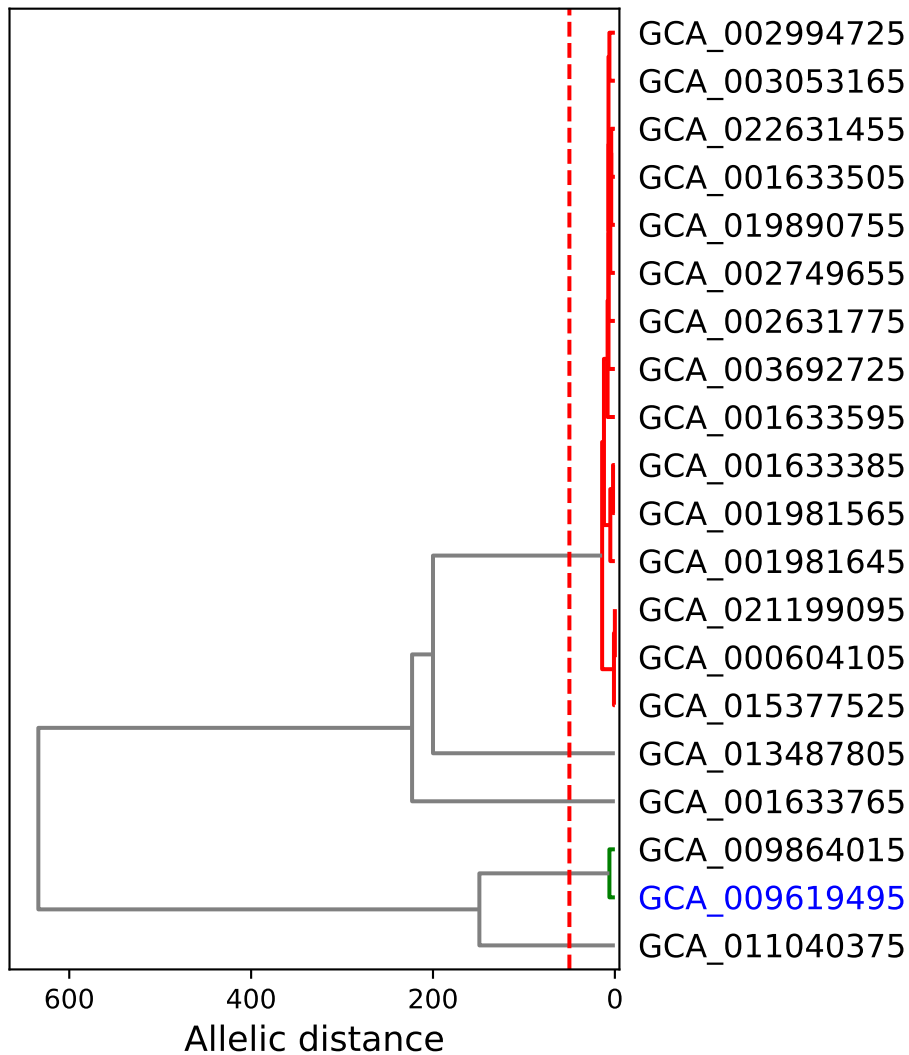 GCA_002994725
GCA_003053165
GCA_022631455
GCA_001633505
GCA_019890755
GCA_002749655
GCA_002631775
GCA_003692725
GCA_001633595
GCA_001633385
GCA_001981565
GCA_001981645
GCA_021199095
GCA_000604105
GCA_015377525
GCA_013487805
GCA_001633765
GCA_009864015
GCA_009619495
GCA_011040375
600 400 200 0
Allelic distance